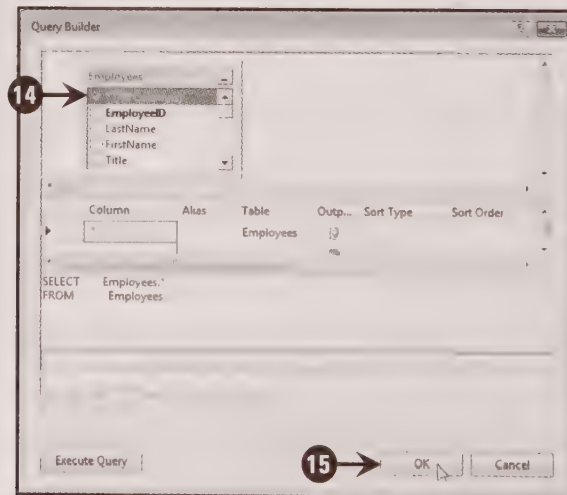 Query Builder
Employees
14
EmployeeID
LastName
FirstName
Title
Column Alias Table Outp... Sort Type Sort Order
* Employees
SELECT Employees.*
FROM Employees
Execute Query
15
OK
Cancel